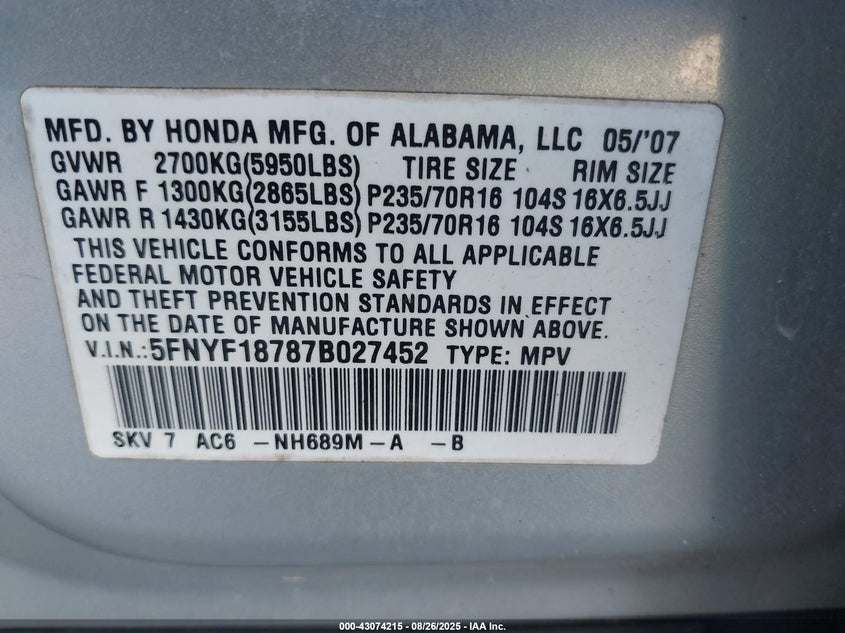 MFD. BY HONDA MFG. OF ALABAMA, LLC 05/'07
GVWR 2700KG(5950LBS) TIRE SIZE RIM SIZE
GAWR F 1300KG(2865LBS) P235/70R16 104S 16X6.5JJ
GAWR R 1430KG(3155LBS) P235/70R16 104S 16X6.5JJ
THIS VEHICLE CONFORMS TO ALL APPLICABLE
FEDERAL MOTOR VEHICLE SAFETY
AND THEFT PREVENTION STANDARDS IN EFFECT
ON THE DATE OF MANUFACTURE SHOWN ABOVE.
V.I.N.:5FNYF18787B027452 TYPE: MPV
SKV 7 AC6 -NH689M-A -B
000-43074215 - 08/26/2025 - IAA Inc.